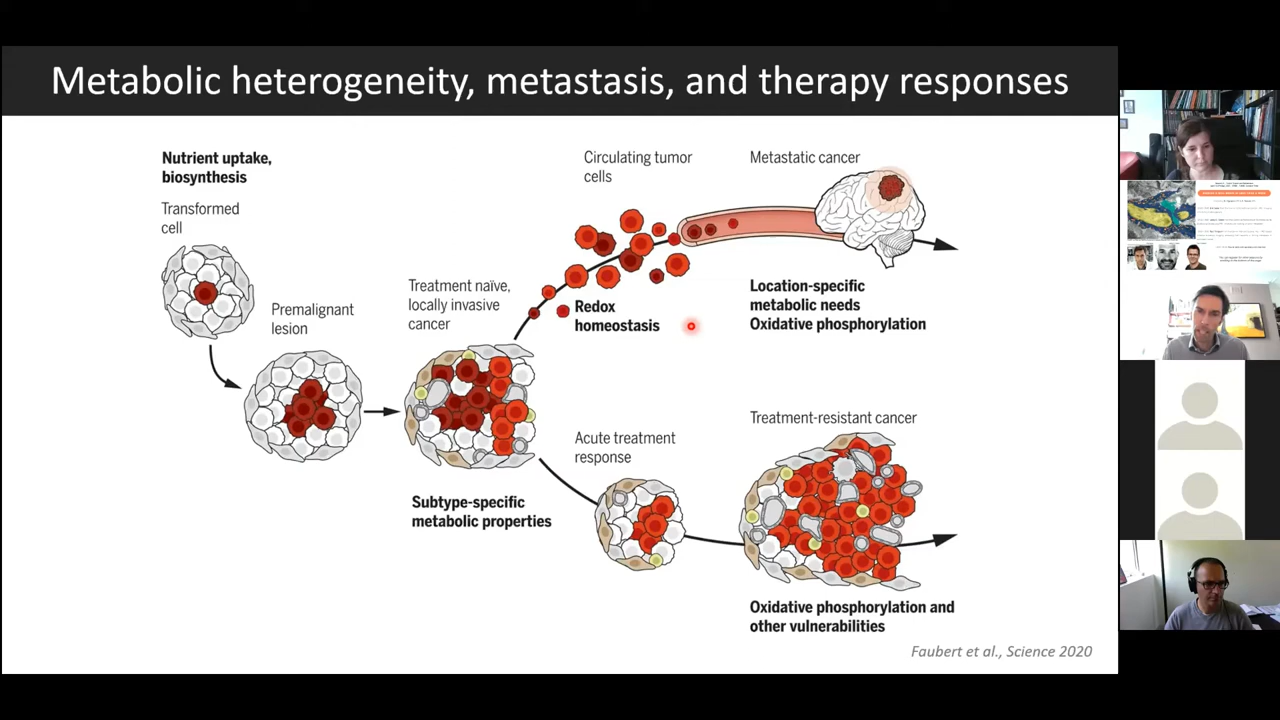 Metabolic heterogeneity, metastasis, and therapy responses
Nutrient uptake,
biosynthesis
Transformed
cell
Premalignant
lesion
Treatment naïve,
locally invasive
cancer
Subtype-specific
metabolic properties
Circulating tumor
cells
Redox
homeostasis
Metastatic cancer
Location-specific
metabolic needs
Oxidative phosphorylation
Acute treatment
response
Treatment-resistant cancer
Oxidative phosphorylation and
other vulnerabilities
Faubert et al., Science 2020